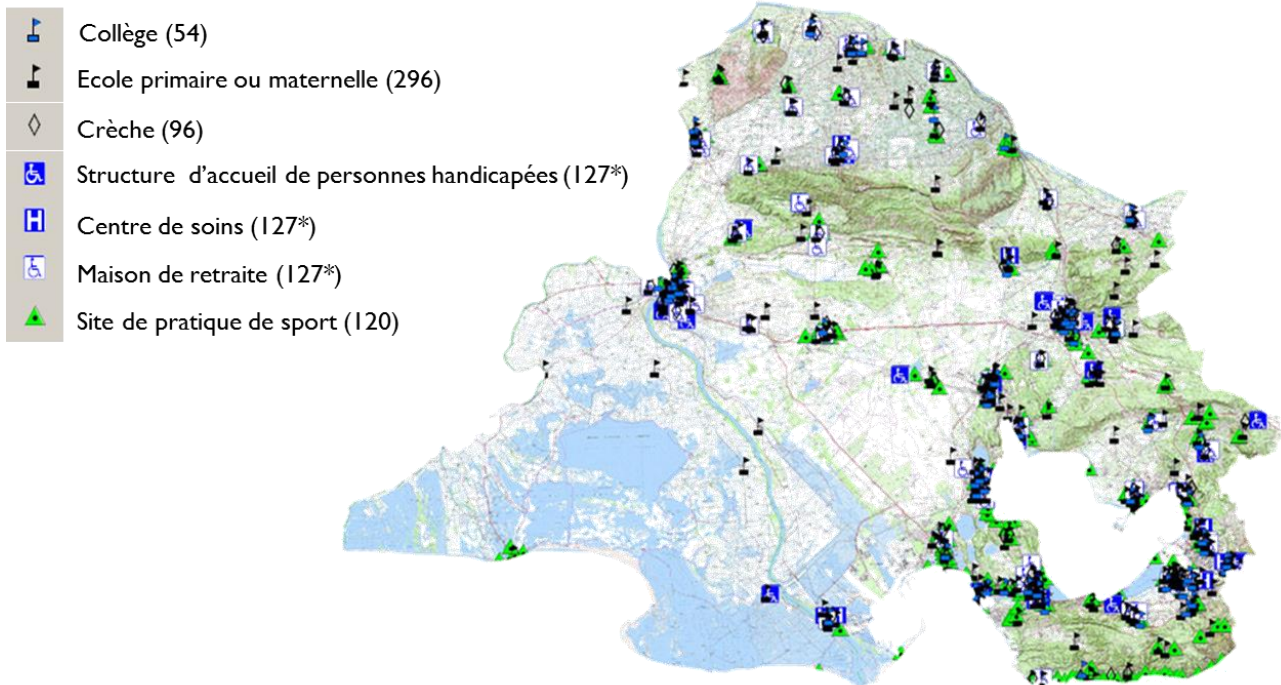 Collège (54)
Ecole primaire ou maternelle (296)
Crèche (96)
Structure d’accueil de personnes handicapées (127*)
H Centre de soins (127*)
Maison de retraite (127*)
Site de pratique de sport (120)